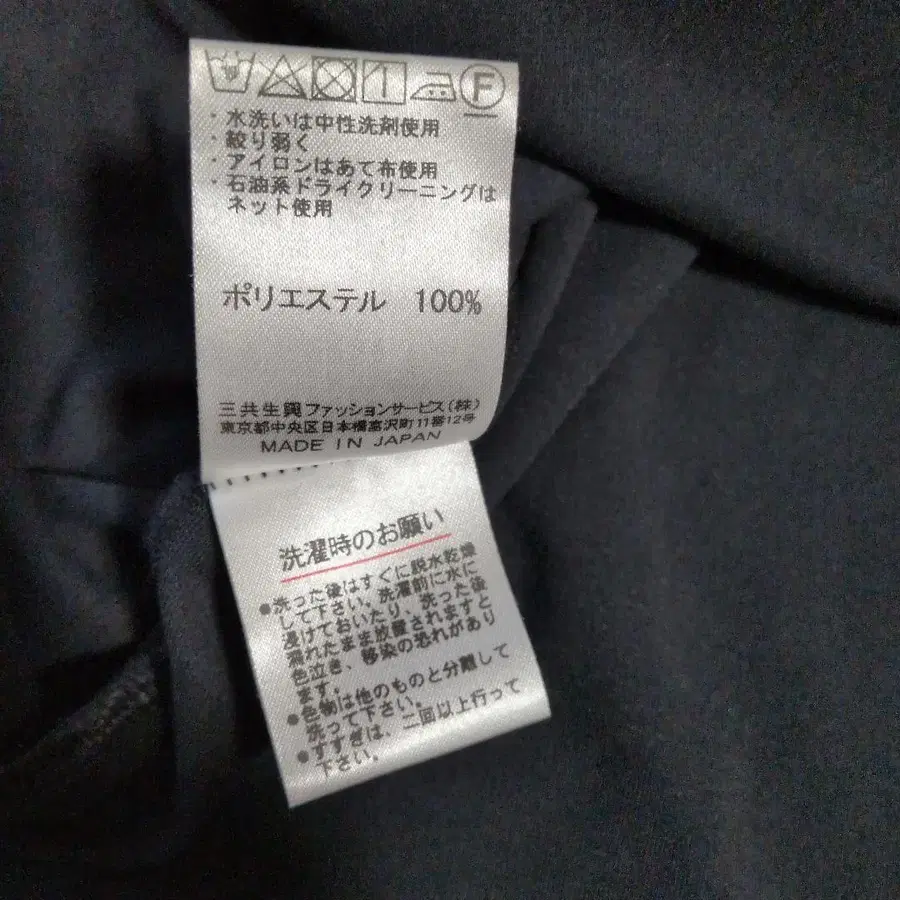 F
・水洗いは中性洗剤使用
・絞り弱く
・アイロンはあて布使用
・石油系ドライクリーニングは
ネット使用
ポリエステル 100%
三共生興ファッションサービス(株)
東京都中央区日本橋富沢町11番12号
MADE IN JAPAN
洗濯時のお願い
●洗った後はすぐに脱水乾燥
して下さい。洗濯前に水に
浸けておいたり、洗った後
濡れたまま放置されますと
色泣き、移染の恐れがあり
ます。
●色物は他のものと分離して
洗って下さい。
●すすぎは、二回以上行って
下さい。